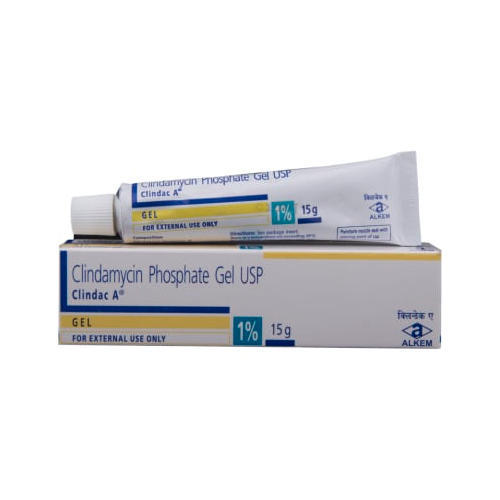 Clindamycin Phosphate Gel USP
Clindac A®
GEL
FOR EXTERNAL USE ONLY
1% 15g
क्लिनडेक ए
a
ALKEM
Clindamycin Phosphate Gel USP
Clindac A®
GEL
FOR EXTERNAL USE ONLY
1% 15 g
क्लिनडेक ए
a
ALKEM